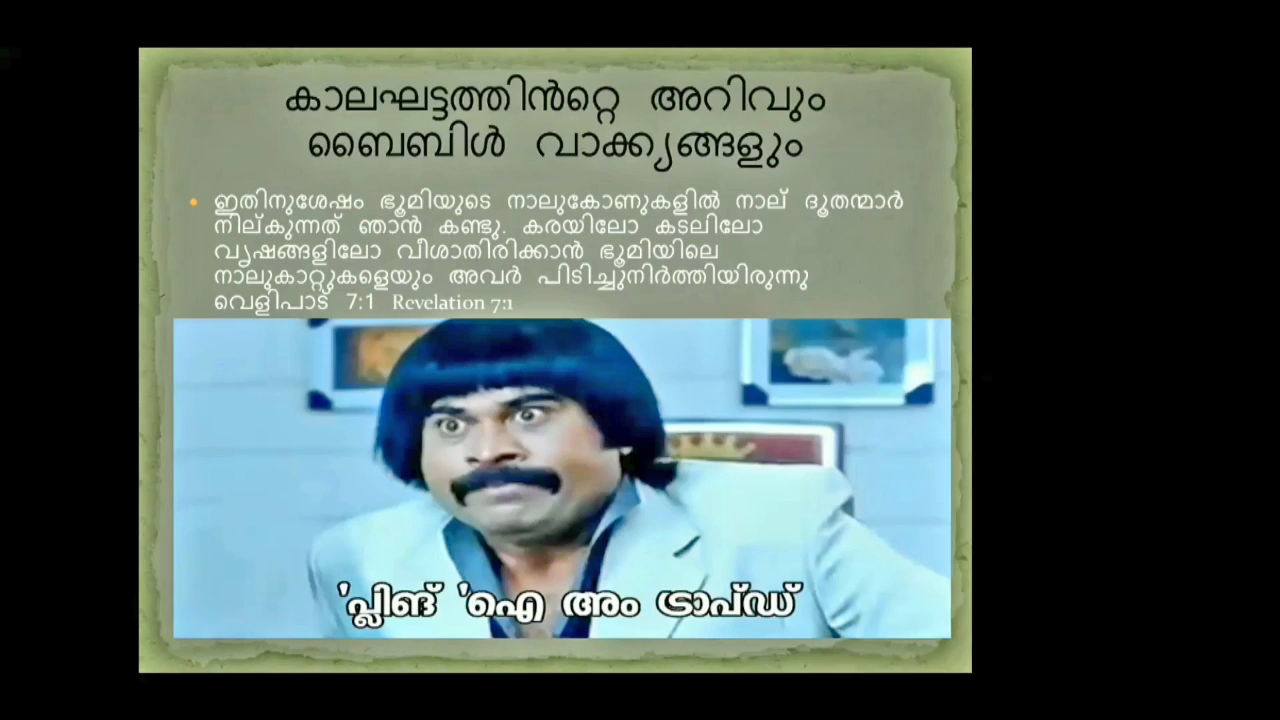 കാലഘട്ടത്തിൻറ്റെ അറിവും
ബൈബിൾ വാക്ക്യങ്ങളും
• ഇതിനുശേഷം ഭൂമിയുടെ നാലുകോണുകളിൽ നാല് ദൂതന്മാർ
നില്കുന്നത് ഞാൻ കണ്ടു. കരയിലോ കടലിലോ
വൃഷങ്ങളിലോ വീശാതിരിക്കാൻ ഭൂമിയിലെ
നാലുകാറ്റുകളെയും അവർ പിടിച്ചുനിർത്തിയിരുന്നു
വെളിപാട് 7:1 Revelation 7:1
'പ്ലിങ് 'ഐ അം ട്രാപ്ഡ്